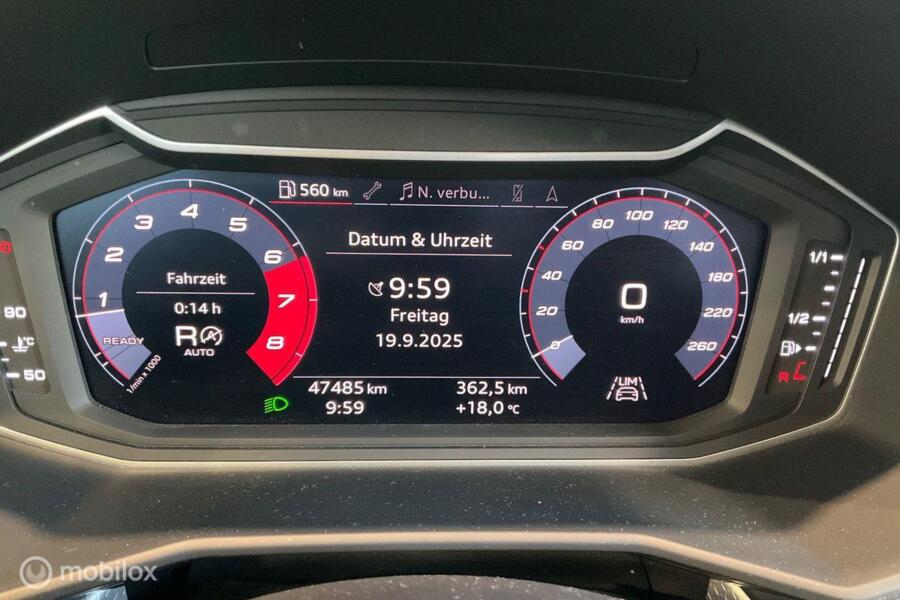 560 km
N. verbu...
Datum & Uhrzeit
9:59
Freitag
19.9.2025
Fahrzeit
0:14 h
R
AUTO
READY
1
2
3
4
5
6
7
8
1/min x 1000
0
20
40
60
80
100
120
140
180
220
260
0
km/h
LIM
47485 km
362,5 km
9:59
+18,0 °C
90
°C
50
1/1
1/2
R
mobilox